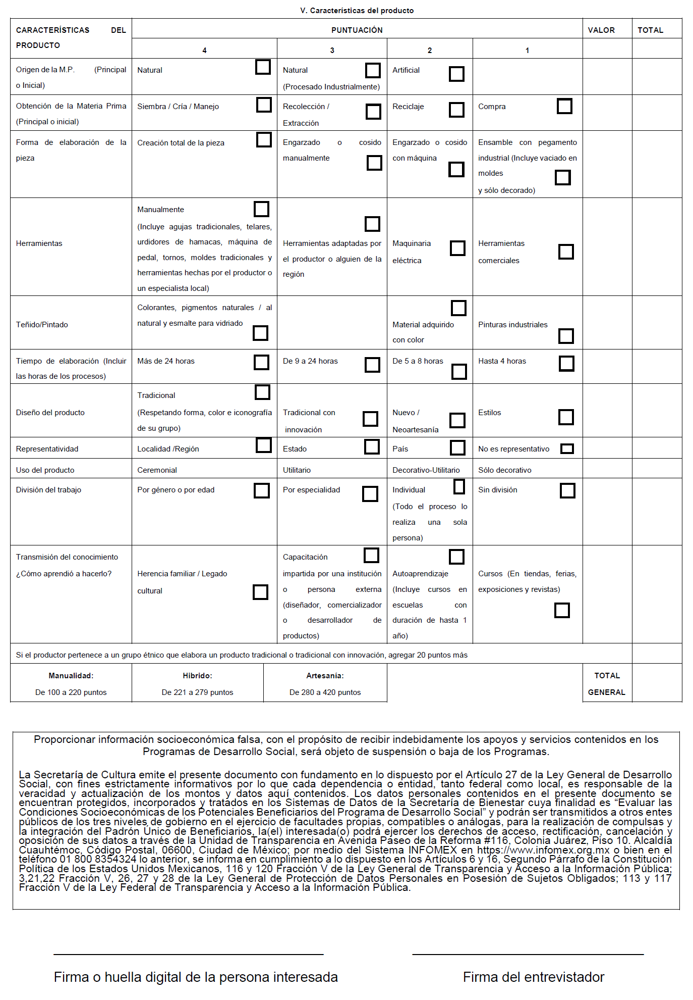 V. Características del producto
CARACTERÍSTICAS DEL PRODUCTO
PUNTUACIÓN
VALOR
TOTAL
4
3
2
1
Origen de la M.P. (Principal
o Inicial)
Natural
Natural
(Procesado Industrialmente)
Artificial
Obtención de la Materia Prima
(Principal o inicial)
Siembra / Cría / Manejo
Recolección /
Extracción
Reciclaje
Compra
Forma de elaboración de la
pieza
Creación total de la pieza
Engarzado o cosido
manualmente
Engarzado o cosido
con máquina
Ensamble con pegamento
industrial (Incluye vaciado en
moldes
y sólo decorado)
Herramientas
Manualmente
(Incluye agujas tradicionales, telares,
urdidores de hamacas, máquina de
pedal, tornos, moldes tradicionales y
herramientas hechas por el productor o
un especialista local)
Herramientas adaptadas por
el productor o alguien de la
región
Maquinaria
eléctrica
Herramientas
comerciales
Teñido/Pintado
Colorantes, pigmentos naturales / al
natural y esmalte para vidriado
Material adquirido
con color
Pinturas industriales
Tiempo de elaboración (Incluir
las horas de los procesos)
Más de 24 horas
De 9 a 24 horas
De 5 a 8 horas
Hasta 4 horas
Diseño del producto
Tradicional
(Respetando forma, color e iconografía
de su grupo)
Tradicional con
innovación
Nuevo /
Neoartesanía
Estilos
Representatividad
Localidad /Región
Estado
País
No es representativo
Uso del producto
Ceremonial
Utilitario
Decorativo-Utilitario
Sólo decorativo
División del trabajo
Por género o por edad
Por especialidad
Individual
(Todo el proceso lo
realiza una sola
persona)
Sin división
Transmisión del conocimiento
¿Cómo aprendió a hacerlo?
Herencia familiar / Legado
cultural
Capacitación
impartida por una institución
o persona externa
(diseñador, comercializador
o desarrollador de
productos)
Autoaprendizaje
(Incluye cursos en
escuelas con
duración de hasta 1
año)
Cursos (En tiendas, ferias,
exposiciones y revistas)
Si el productor pertenece a un grupo étnico que elabora un producto tradicional o tradicional con innovación, agregar 20 puntos más
Manualidad:
De 100 a 220 puntos
Hibrido:
De 221 a 279 puntos
Artesanía:
De 280 a 420 puntos
TOTAL
GENERAL
Proporcionar información socioeconómica falsa, con el propósito de recibir indebidamente los apoyos y servicios contenidos en los
Programas de Desarrollo Social, será objeto de suspensión o baja de los Programas.
La Secretaría de Cultura emite el presente documento con fundamento en lo dispuesto por el Artículo 27 de la Ley General de Desarrollo
Social, con fines estrictamente informativos por lo que cada dependencia o entidad, tanto federal como local, es responsable de la
veracidad y actualización de los montos y datos aquí contenidos. Los datos personales contenidos en el presente documento se
encuentran protegidos, incorporados y tratados en los Sistemas de Datos de la Secretaría de Bienestar cuya finalidad es “Evaluar las
Condiciones Socioeconómicas de los Potenciales Beneficiarios del Programa de Desarrollo Social” y podrán ser transmitidos a otros entes
públicos de los tres niveles de gobierno en el ejercicio de facultades propias, compatibles o análogas, para la realización de compulsas y
la integración del Padrón Único de Beneficiarios, la(el) interesada(o) podrá ejercer los derechos de acceso, rectificación, cancelación y
oposición de sus datos a través de la Unidad de Transparencia en Avenida Paseo de la Reforma #116, Colonia Juárez, Piso 10. Alcaldía
Cuauhtémoc, Código Postal, 06600, Ciudad de México; por medio del Sistema INFOMEX en https://www.infomex.org.mx o bien en el
teléfono 01 800 8354324 lo anterior, se informa en cumplimiento a lo dispuesto en los Artículos 6 y 16, Segundo Párrafo de la Constitución
Política de los Estados Unidos Mexicanos, 116 y 120 Fracción V de la Ley General de Transparencia y Acceso a la Información Pública;
3,21,22 Fracción V, 26, 27 y 28 de la Ley General de Protección de Datos Personales en Posesión de Sujetos Obligados; 113 y 117
Fracción V de la Ley Federal de Transparencia y Acceso a la Información Pública.
Firma o huella digital de la persona interesada
Firma del entrevistador